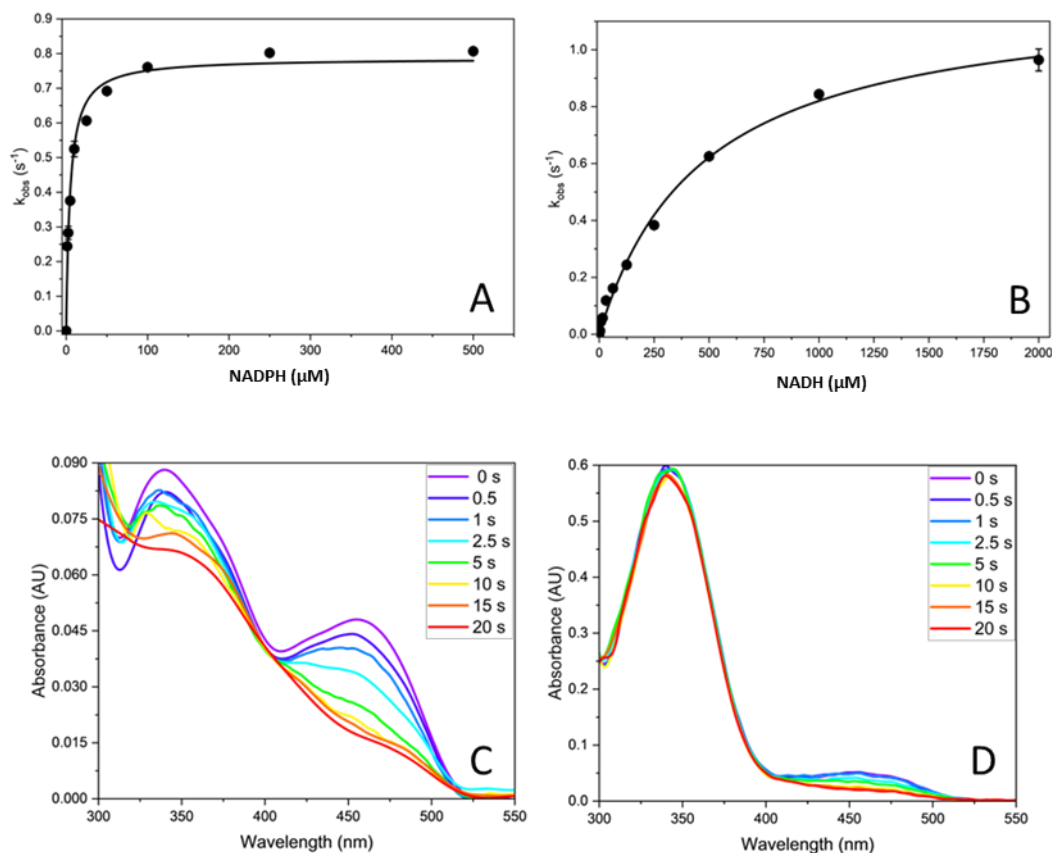 0.9
0.8
0.7
0.6
0.5
0.4
0.3
0.2
0.1
0.0
k_obs (s⁻¹)
0 100 200 300 400 500
NADPH (µM)
A
1.0
0.8
0.6
0.4
0.2
0.0
k_obs (s⁻¹)
0 250 500 750 1000 1250 1500 1750 2000
NADH (µM)
B
0.090
0.075
0.060
0.045
0.030
0.015
0.000
Absorbance (AU)
300 350 400 450 500 550
Wavelength (nm)
0 s
0.5
1 s
2.5 s
5 s
10 s
15 s
20 s
C
0.6
0.5
0.4
0.3
0.2
0.1
0.0
Absorbance (AU)
300 350 400 450 500 550
Wavelength (nm)
0 s
0.5 s
1 s
2.5 s
5 s
10 s
15 s
20 s
D